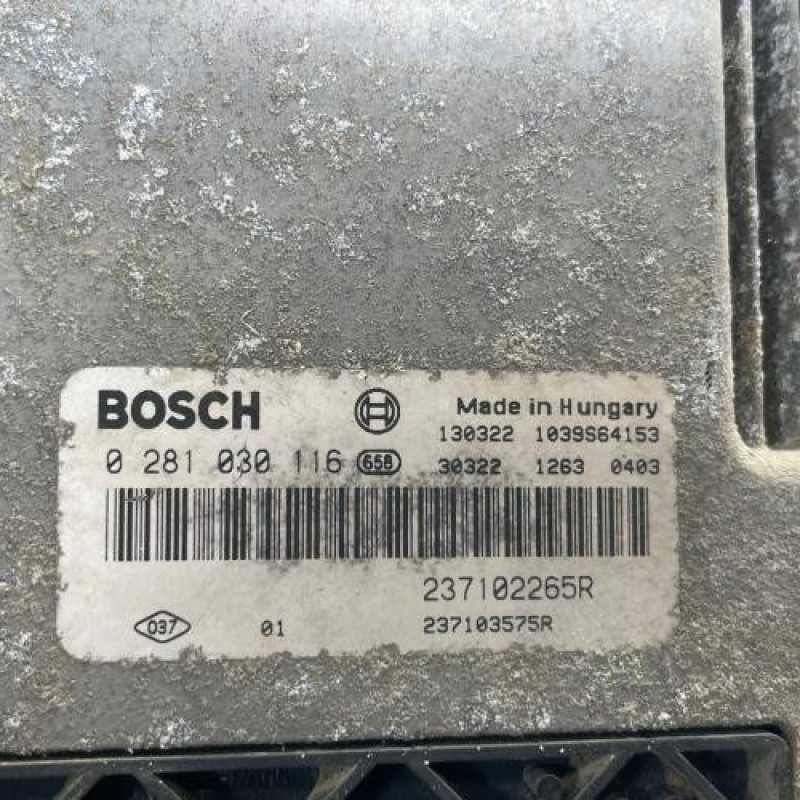 BOSCH
Made in Hungary
130322 1039S64153
0 281 030 116 658
30322 1263 0403
237102265R
037 01 237103575R